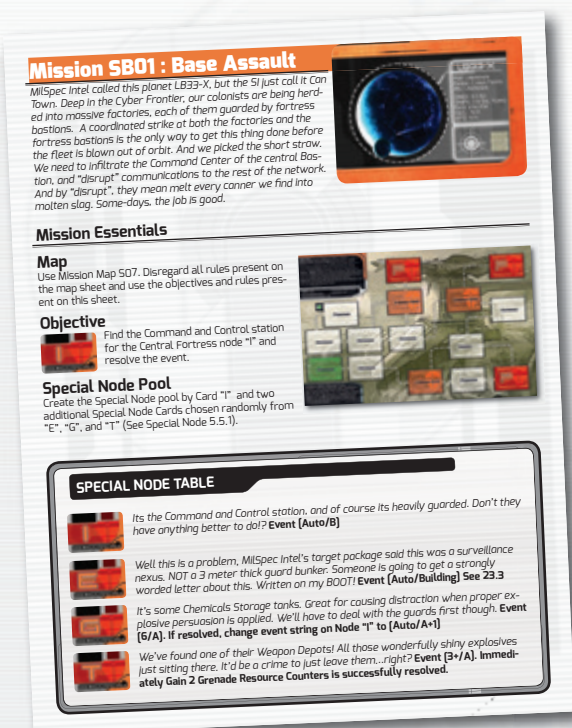 Mission SB01 : Base Assault
MilSpec Intel called this planet LB33-X, but the SI just call it Can
Town. Deep in the Cyber Frontier, our colonists are being herd-
ed into massive factories, each of them guarded by fortress
bastions. A coordinated strike at both the factories and the
fortress bastions is the only way to get this thing done before
the fleet is blown out of orbit. And we picked the short straw.
We need to infiltrate the Command Center of the central Bas-
tion, and "disrupt" communications to the rest of the network.
And by "disrupt", they mean melt every canner we find into
molten slag. Some-days, the job is good.
LB33-X
Mission Essentials
Map
Use Mission Map S07. Disregard all rules present on
the map sheet and use the objectives and rules pres-
ent on this sheet.
Objective
Find the Command and Control station
for the Central Fortress node "I" and
resolve the event.
Special Node Pool
Create the Special Node pool by Card "I" and two
additional Special Node Cards chosen randomly from
"E", "G", and "T" (See Special Node 5.5.1).
SPECIAL NODE TABLE
Its the Command and Control station, and of course its heavily guarded. Don't they
have anything better to do!? Event [Auto/B]
Well this is a problem, MilSpec Intel's target package said this was a surveillance
nexus. NOT a 3 meter thick guard bunker. Someone is going to get a strongly
worded letter about this. Written on my BOOT! Event [Auto/Building] See 23.3
It's some Chemicals Storage tanks. Great for causing distraction when proper ex-
plosive persuasion is applied. We'll have to deal with the guards first though. Event
[6/A]. If resolved, change event string on Node "I" to [Auto/A+1]
We've found one of their Weapon Depots! All those wonderfully shiny explosives
just sitting there. It'd be a crime to just leave them...right? Event [3+/A]. Immedi-
ately Gain 2 Grenade Resource Counters is successfully resolved.